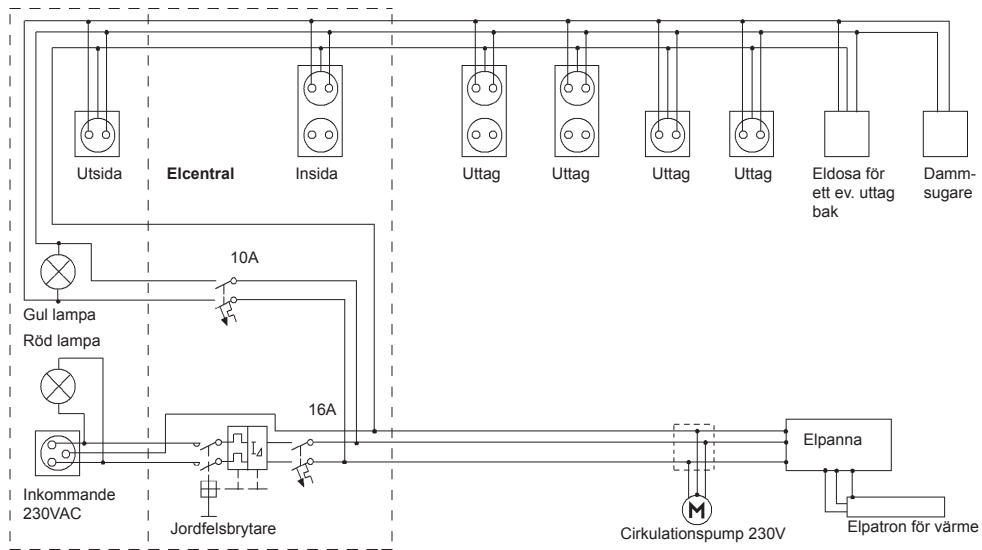 Utsida
Elcentral
Insida
Uttag
Uttag
Uttag
Uttag
Eldosa för
ett ev. uttag
bak
Damm-
sugare
10A
Gul lampa
Röd lampa
16A
I
Elpanna
M
Inkommande
230VAC
Jordfelsbrytare
Cirkulationspump 230V
Elpatron för värme